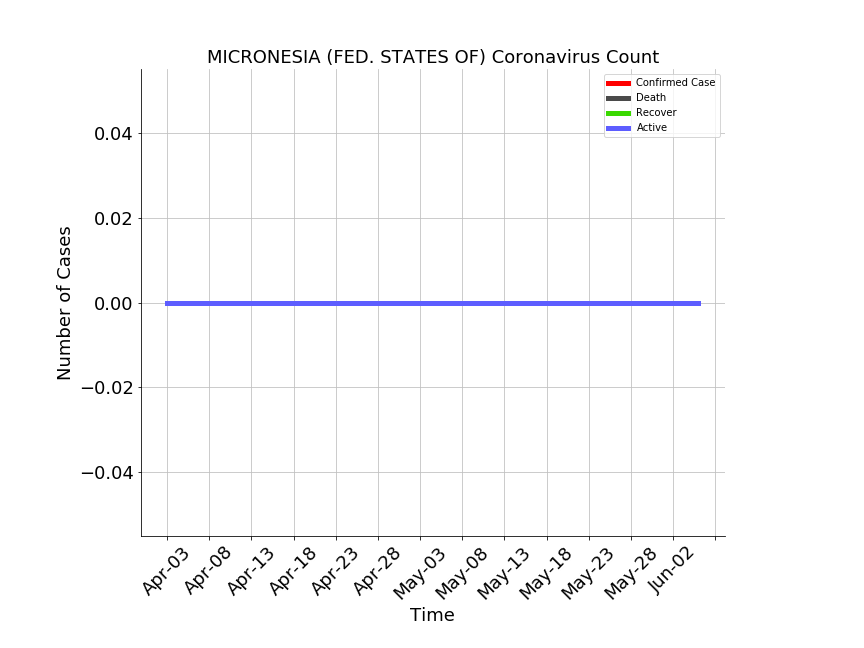 MICRONESIA (FED. STATES OF) Coronavirus Count
Confirmed Case
Death
Recover
Active
Number of Cases
0.04
0.02
0.00
−0.02
−0.04
Apr-03
Apr-08
Apr-13
Apr-18
Apr-23
Apr-28
May-03
May-08
May-13
May-18
May-23
May-28
Jun-02
Time